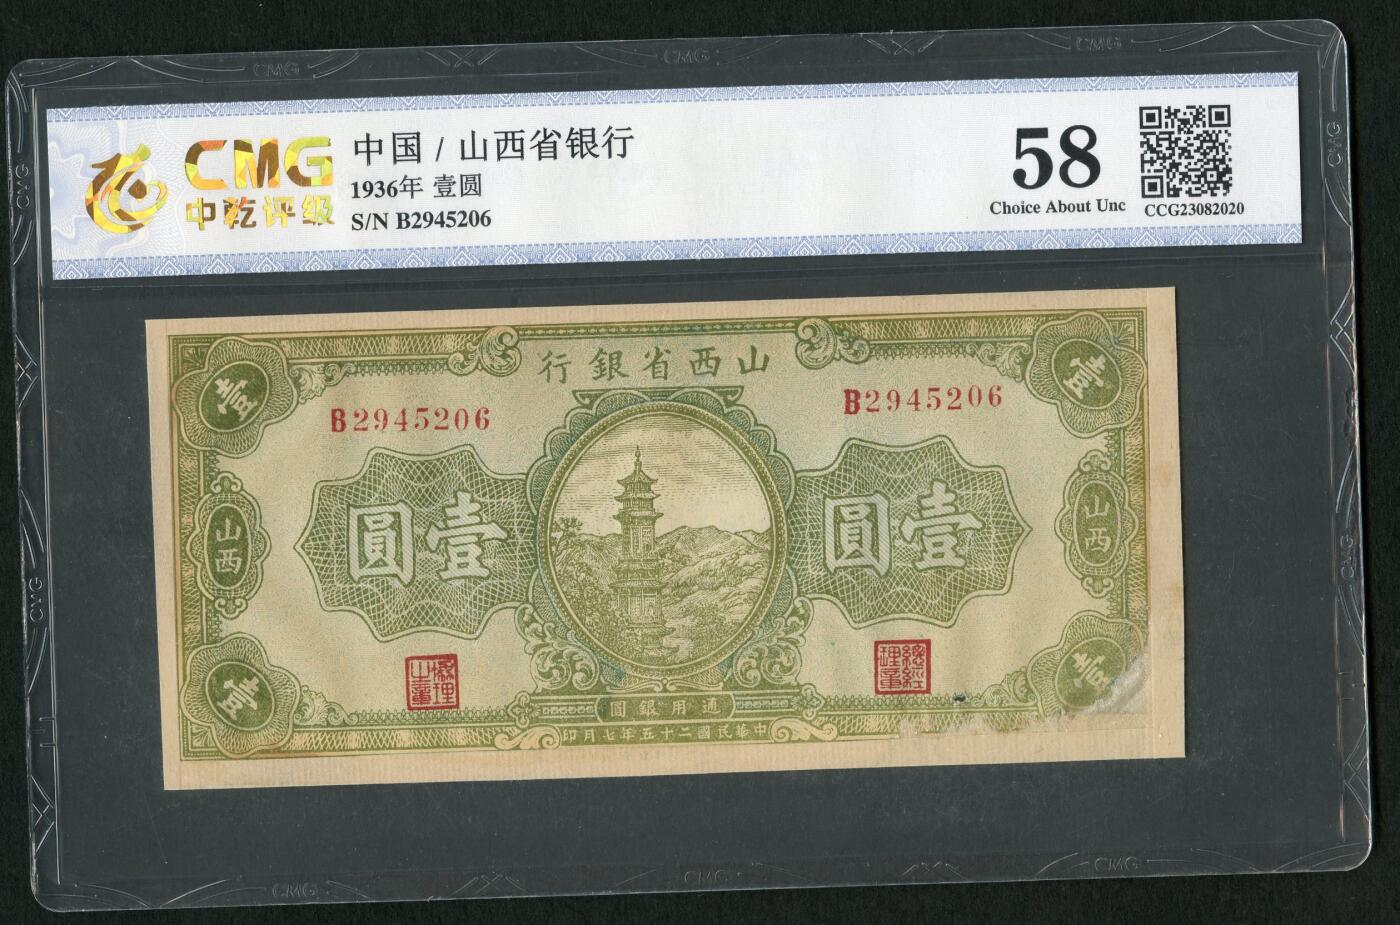 CMG
中乾评级
中国 / 山西省银行
1936年 壹圆
S/N B2945206
58
Choice About Unc
CCG23082020
行銀省西山
B2945206
B2945206
壹
壹
圓壹
圓壹
山西
山西
壹
壹
總經理章
圓銀用通
印月七年五十二國民華中